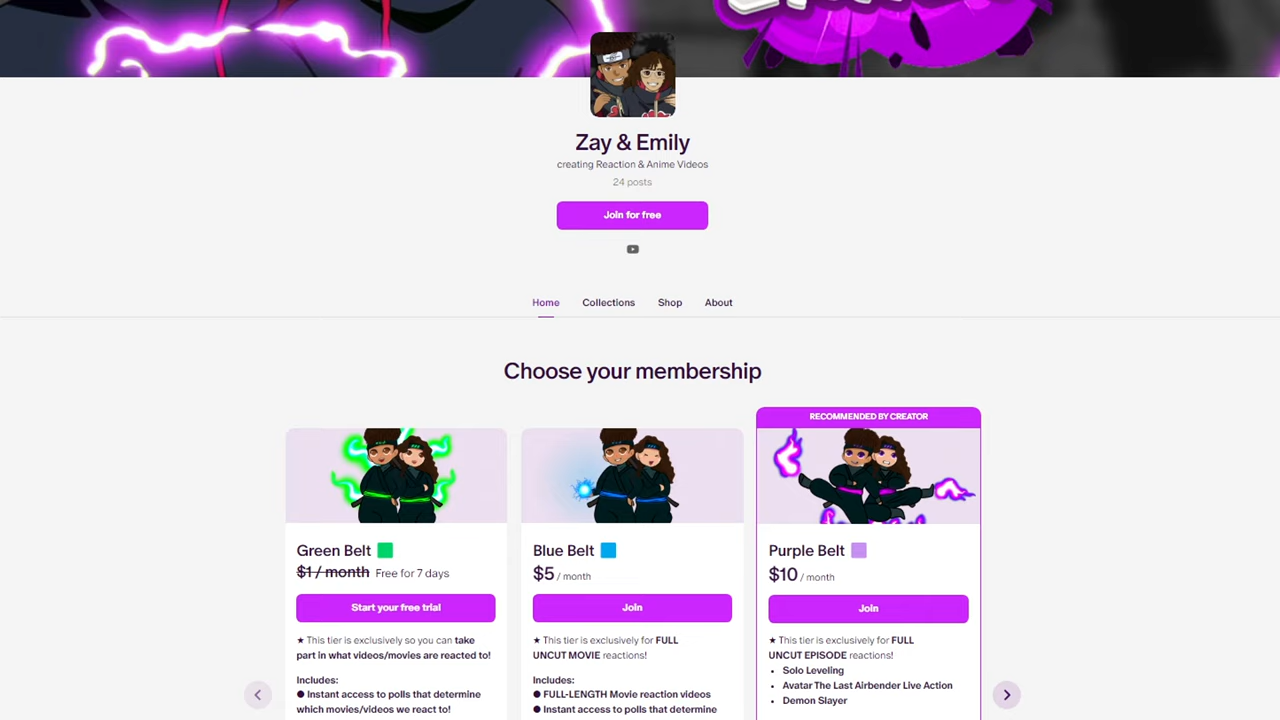 Zay & Emily
creating Reaction & Anime Videos
24 posts
Join for free
Home Collections Shop About
Choose your membership
RECOMMENDED BY CREATOR
Green Belt
$1 / month Free for 7 days
Start your free trial
★ This tier is exclusively so you can take
part in what videos/movies are reacted to!
Includes:
● Instant access to polls that determine
which movies/videos we react to!
Blue Belt
$5 / month
Join
★ This tier is exclusively for FULL
UNCUT MOVIE reactions!
Includes:
● FULL-LENGTH Movie reaction videos
● Instant access to polls that determine
Purple Belt
$10 / month
Join
★ This tier is exclusively for FULL
UNCUT EPISODE reactions!
• Solo Leveling
• Avatar The Last Airbender Live Action
• Demon Slayer